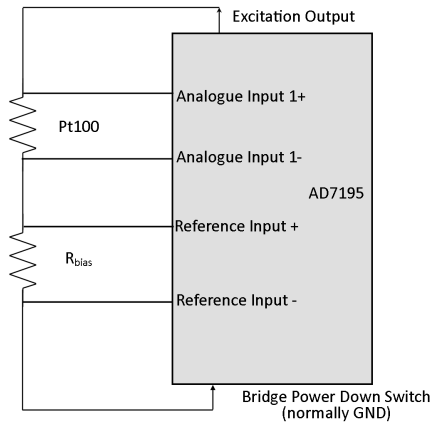 Excitation Output
Analogue Input 1+
Pt100
Analogue Input 1-
AD7195
Reference Input +
Rbias
Reference Input -
Bridge Power Down Switch
(normally GND)